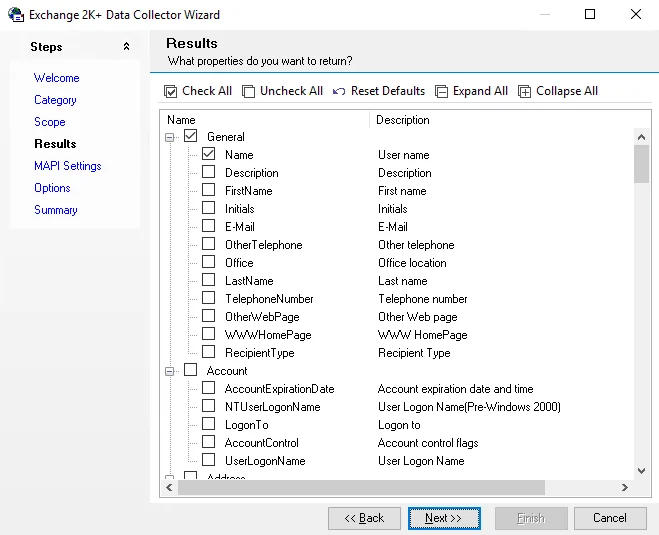 Exchange 2K+ Data Collector Wizard
Steps
Welcome
Category
Scope
Results
MAPI Settings
Options
Summary
Results
What properties do you want to return?
Check All Uncheck All Reset Defaults Expand All Collapse All
Name Description
General
Name User name
Description Description
FirstName First name
Initials Initials
E-Mail E-Mail
OtherTelephone Other telephone
Office Office location
LastName Last name
TelephoneNumber Telephone number
OtherWebPage Other Web page
WWWHomePage WWW HomePage
RecipientType Recipient Type
Account
AccountExpirationDate Account expiration date and time
NTUserLogonName User Logon Name(Pre-Windows 2000)
LogonTo Logon to
AccountControl Account control flags
UserLogonName User Logon Name
Address
<< Back Next >> Finish Cancel